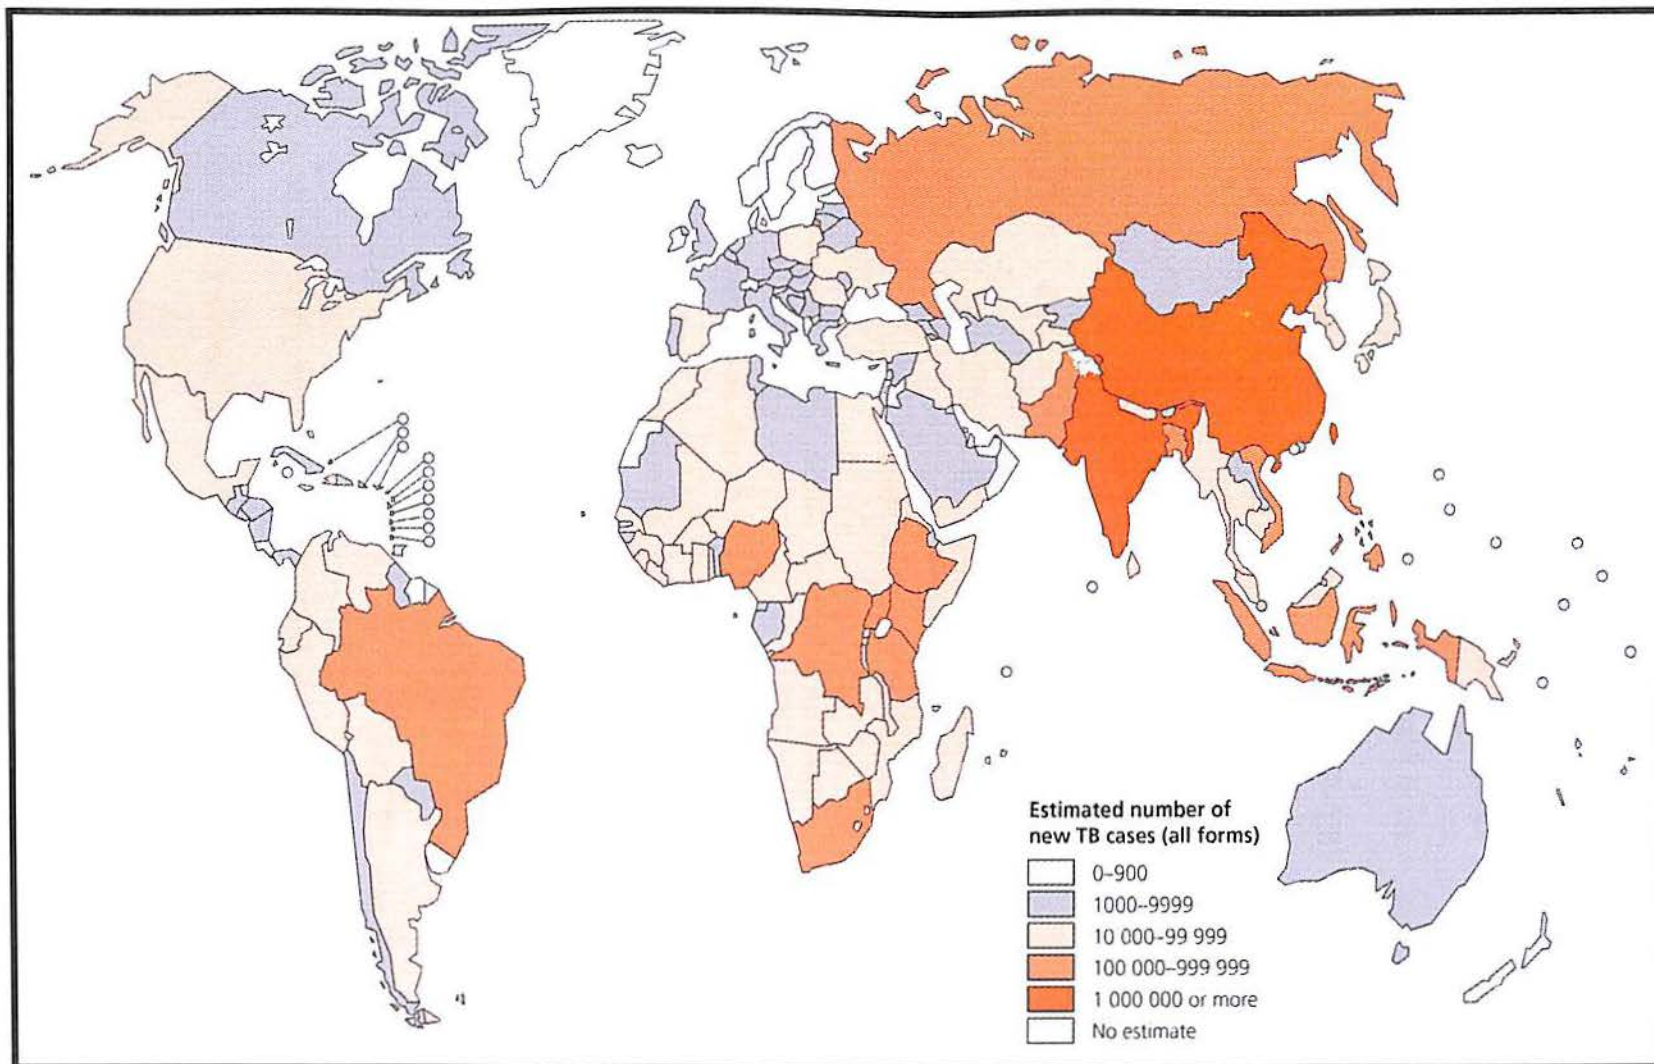 Estimated number of
new TB cases (all forms)
0–900
1000–9999
10 000–99 999
100 000–999 999
1 000 000 or more
No estimate